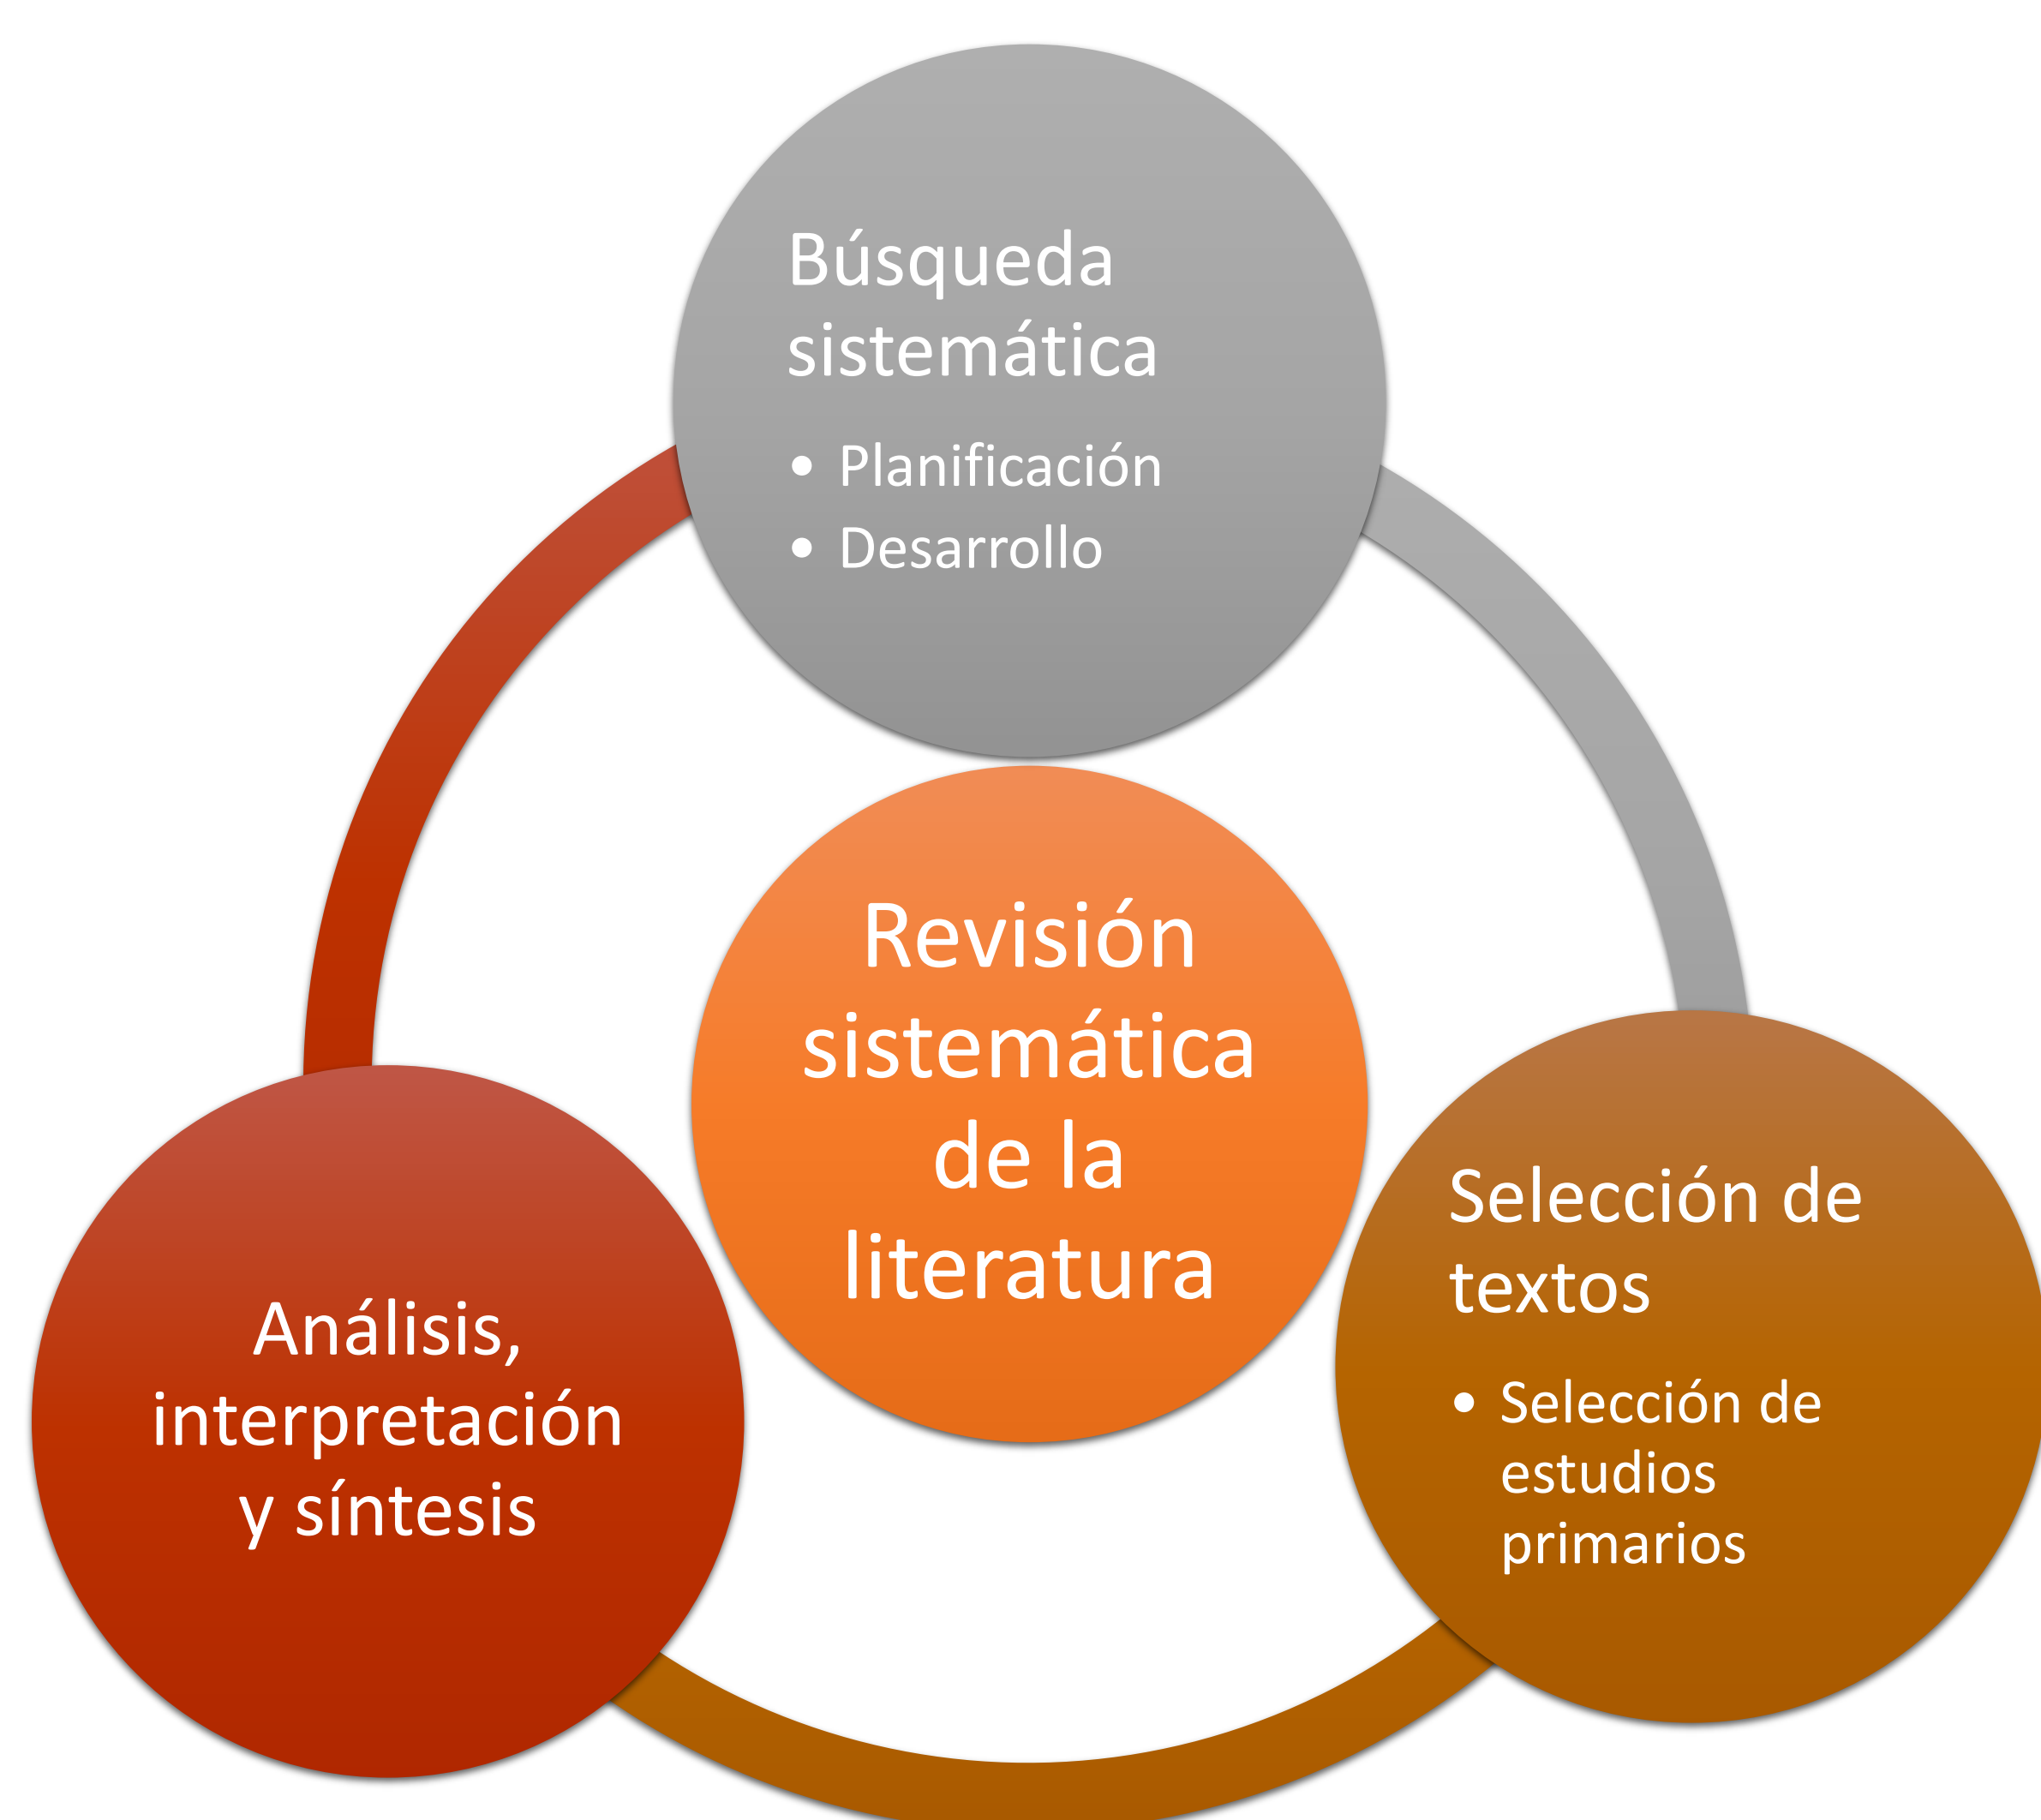 Búsqueda
sistemática
• Planificación
• Desarrollo
Revisión
sistemática
de la
literatura
Selección de
textos
• Selección de
estudios
primarios
Análisis,
interpretación
y síntesis